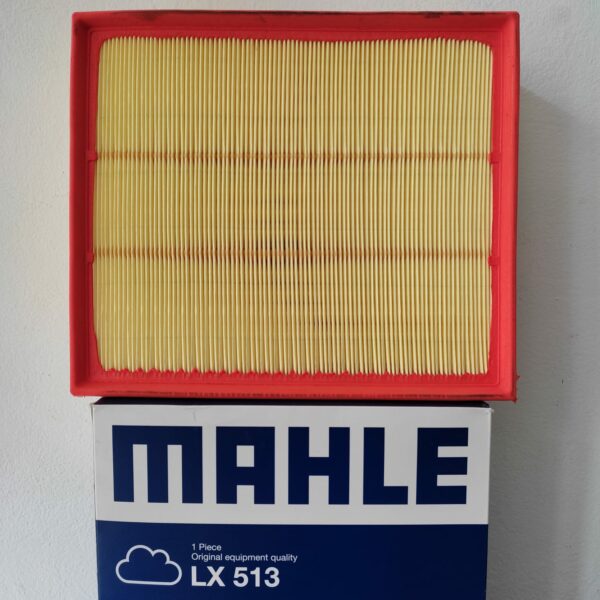 MAHLE
1 Piece
Original equipment quality
LX 513